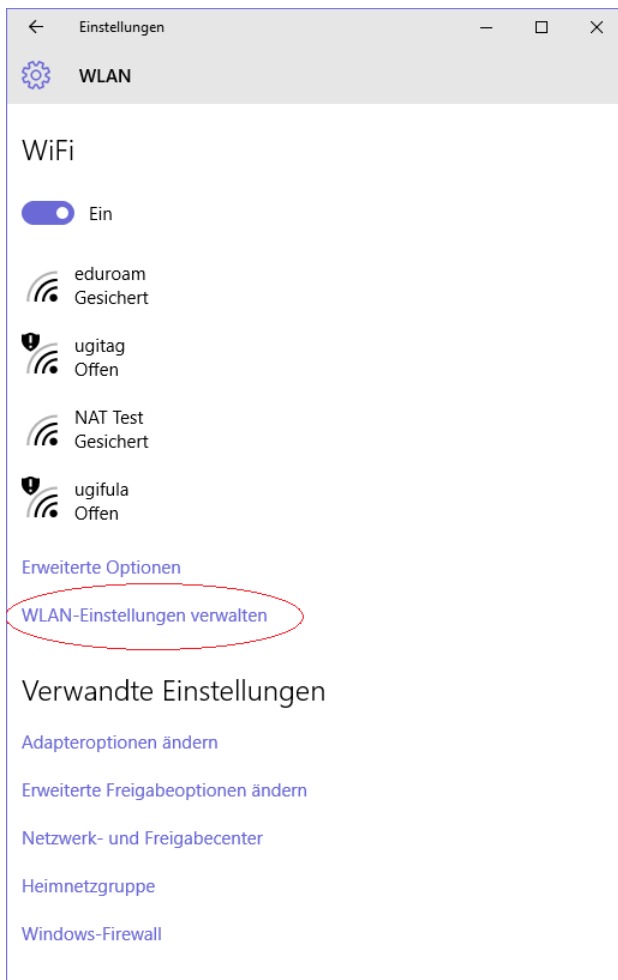 Einstellungen
WLAN
WiFi
Ein
eduroam
Gesichert
ugitag
Offen
NAT Test
Gesichert
ugifula
Offen
Erweiterte Optionen
WLAN-Einstellungen verwalten
Verwandte Einstellungen
Adapteroptionen ändern
Erweiterte Freigabeoptionen ändern
Netzwerk- und Freigabecenter
Heimnetzgruppe
Windows-Firewall